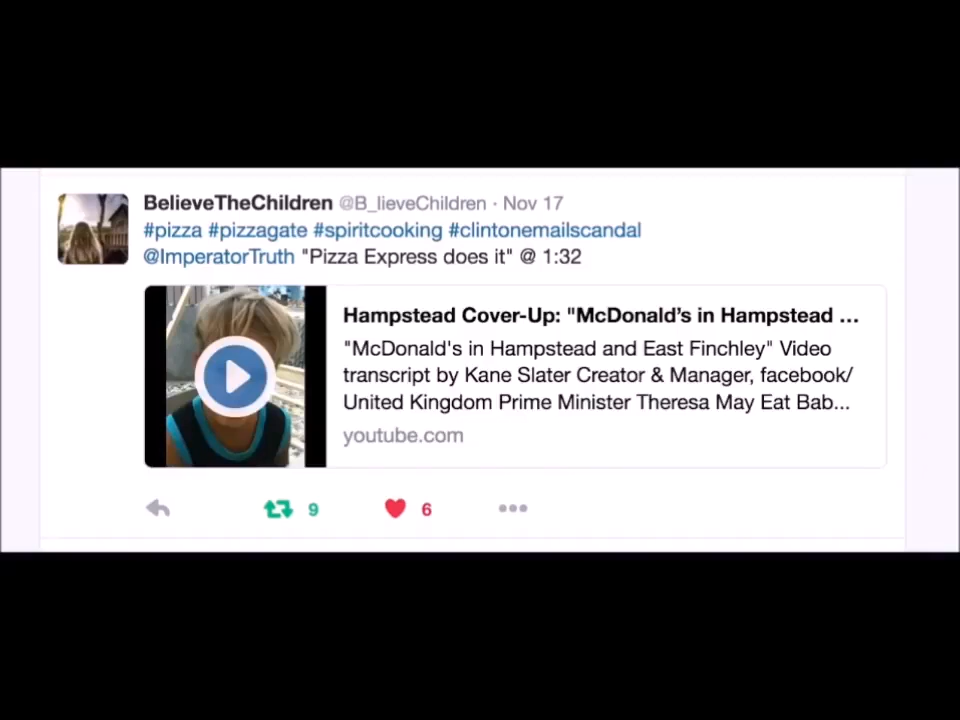 BelieveTheChildren @B_lieveChildren · Nov 17
#pizza #pizzagate #spiritcooking #clintonemailscandal
@ImperatorTruth "Pizza Express does it" @ 1:32
Hampstead Cover-Up: "McDonald's in Hampstead ...
"McDonald's in Hampstead and East Finchley" Video
transcript by Kane Slater Creator & Manager, facebook/
United Kingdom Prime Minister Theresa May Eat Bab...
youtube.com
9 6